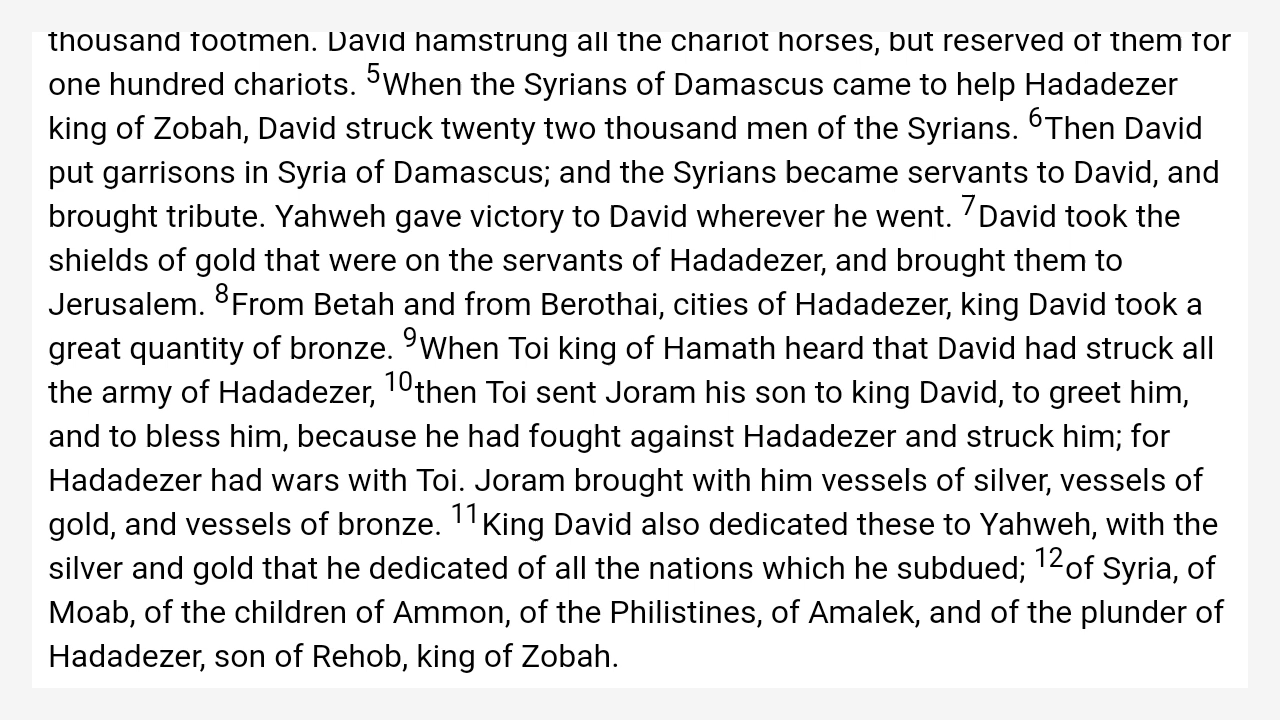 thousand footmen. David hamstrung all the chariot horses, but reserved of them for
one hundred chariots. 5When the Syrians of Damascus came to help Hadadezer
king of Zobah, David struck twenty two thousand men of the Syrians. 6Then David
put garrisons in Syria of Damascus; and the Syrians became servants to David, and
brought tribute. Yahweh gave victory to David wherever he went. 7David took the
shields of gold that were on the servants of Hadadezer, and brought them to
Jerusalem. 8From Betah and from Berothai, cities of Hadadezer, king David took a
great quantity of bronze. 9When Toi king of Hamath heard that David had struck all
the army of Hadadezer, 10then Toi sent Joram his son to king David, to greet him,
and to bless him, because he had fought against Hadadezer and struck him; for
Hadadezer had wars with Toi. Joram brought with him vessels of silver, vessels of
gold, and vessels of bronze. 11King David also dedicated these to Yahweh, with the
silver and gold that he dedicated of all the nations which he subdued; 12of Syria, of
Moab, of the children of Ammon, of the Philistines, of Amalek, and of the plunder of
Hadadezer, son of Rehob, king of Zobah.